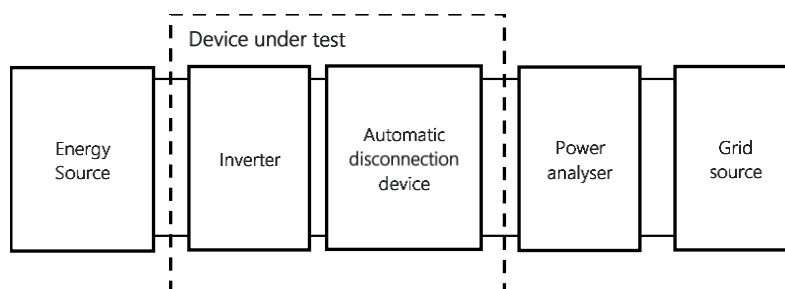 Device under test
Energy
Source
Inverter
Automatic
disconnection
device
Power
analyser
Grid
source